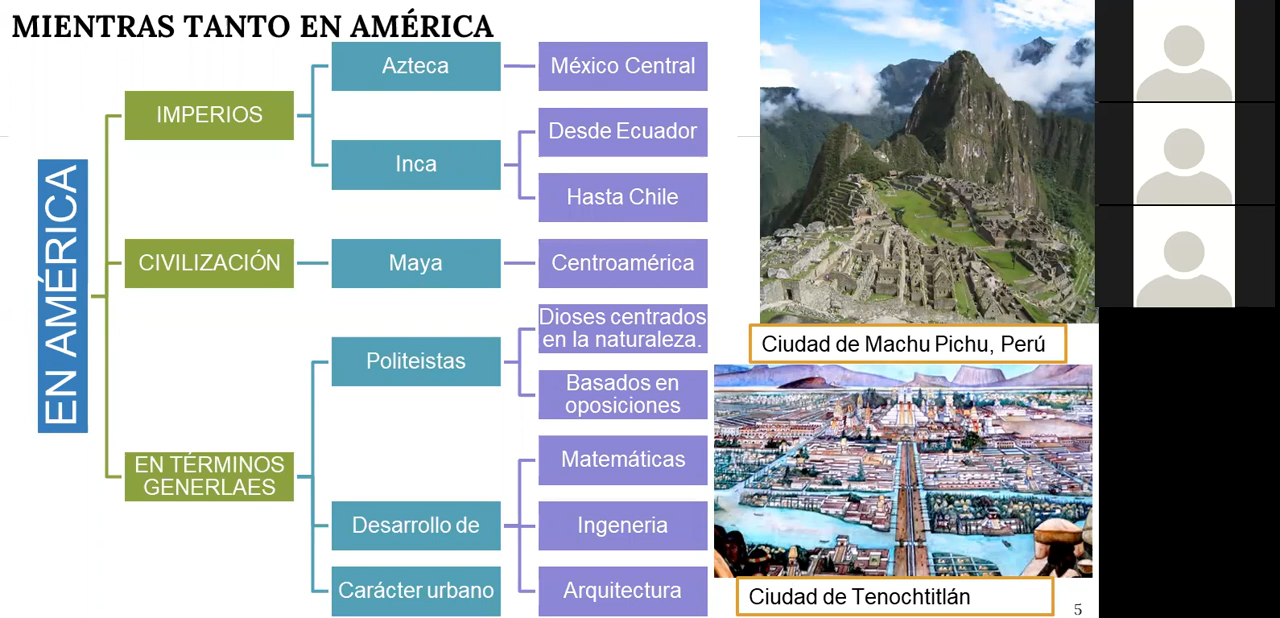 MIENTRAS TANTO EN AMÉRICA
EN AMÉRICA
IMPERIOS
Azteca
México Central
Inca
Desde Ecuador
Hasta Chile
CIVILIZACIÓN
Maya
Centroamérica
EN TÉRMINOS
GENERLAES
Politeistas
Dioses centrados
en la naturaleza.
Basados en
oposiciones
Desarrollo de
Matemáticas
Ingeneria
Arquitectura
Carácter urbano
Ciudad de Machu Pichu, Perú
Ciudad de Tenochtitlán
5